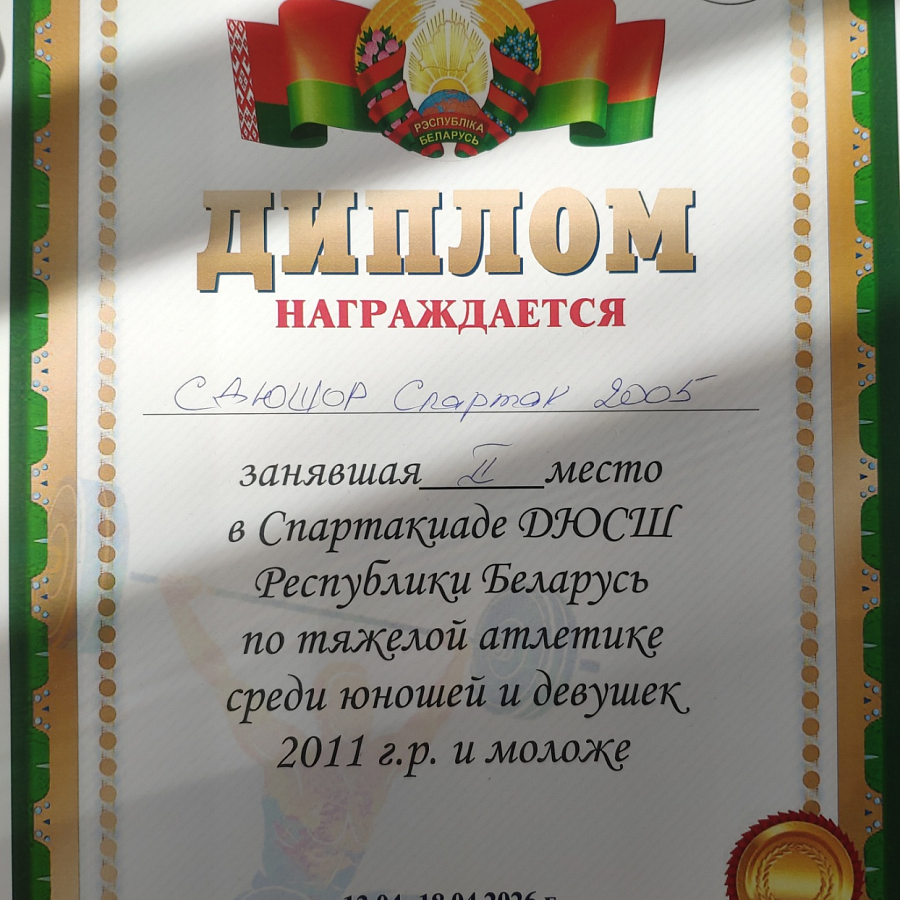 РЭСПУБЛІКА
БЕЛАРУСЬ
ДИПЛОМ
НАГРАЖДАЕТСЯ
СДЮШОР Спартак 2005
занявшая II место
в Спартакиаде ДЮСШ
Республики Беларусь
по тяжелой атлетике
среди юношей и девушек
2011 г.р. и моложе